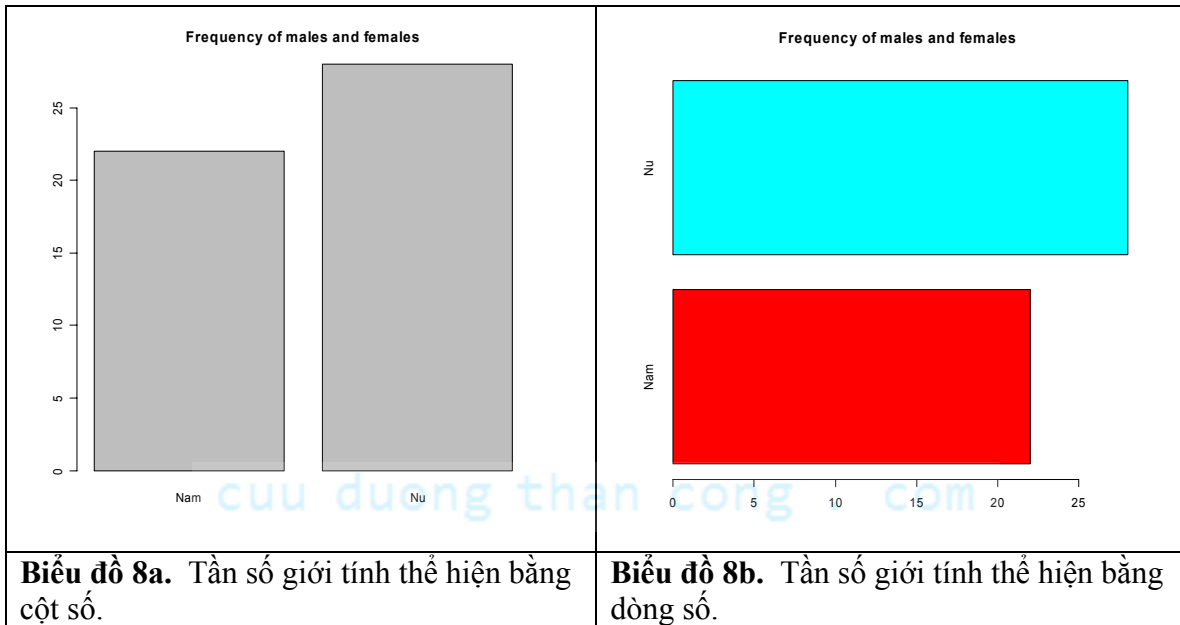 Frequency of males and females
25
20
15
10
5
0
Nam
Nu
Frequency of males and females
Nu
Nam
0 5 10 15 20 25
cuu duong than cong . com
Biểu đồ 8a. Tần số giới tính thể hiện bằng
cột số.
Biểu đồ 8b. Tần số giới tính thể hiện bằng
dòng số.